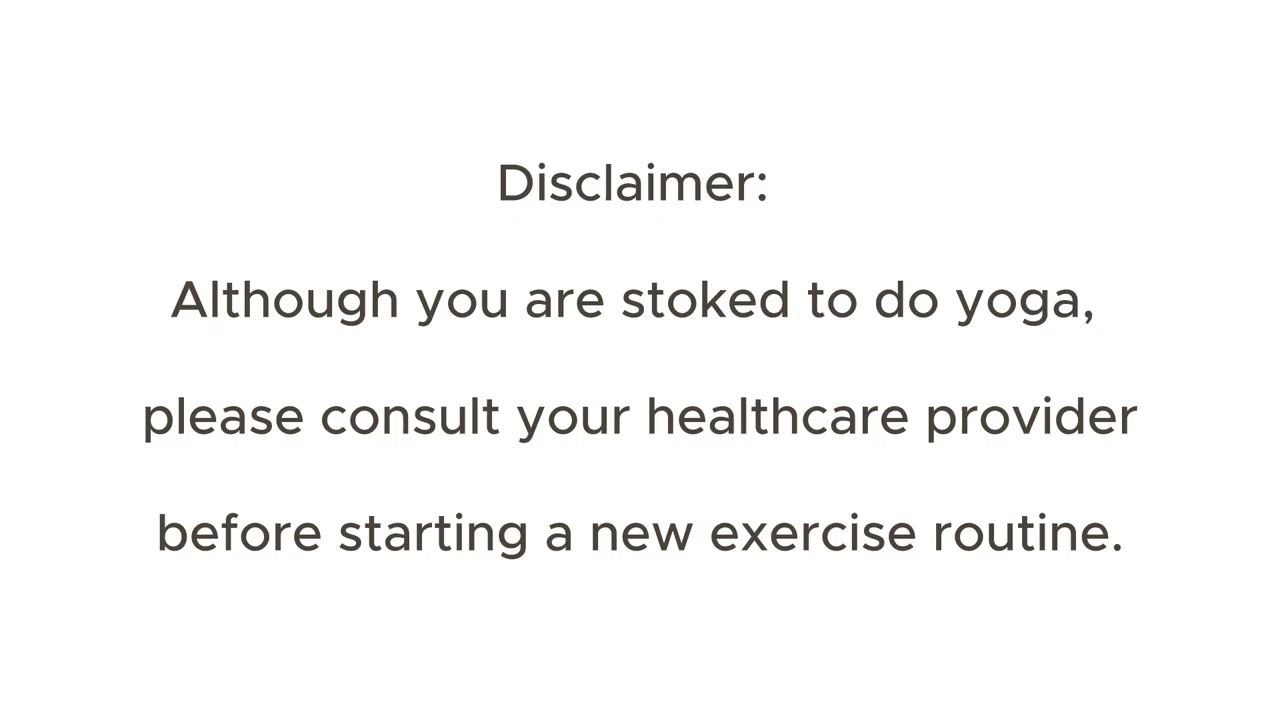 Disclaimer:
Although you are stoked to do yoga,
please consult your healthcare provider
before starting a new exercise routine.